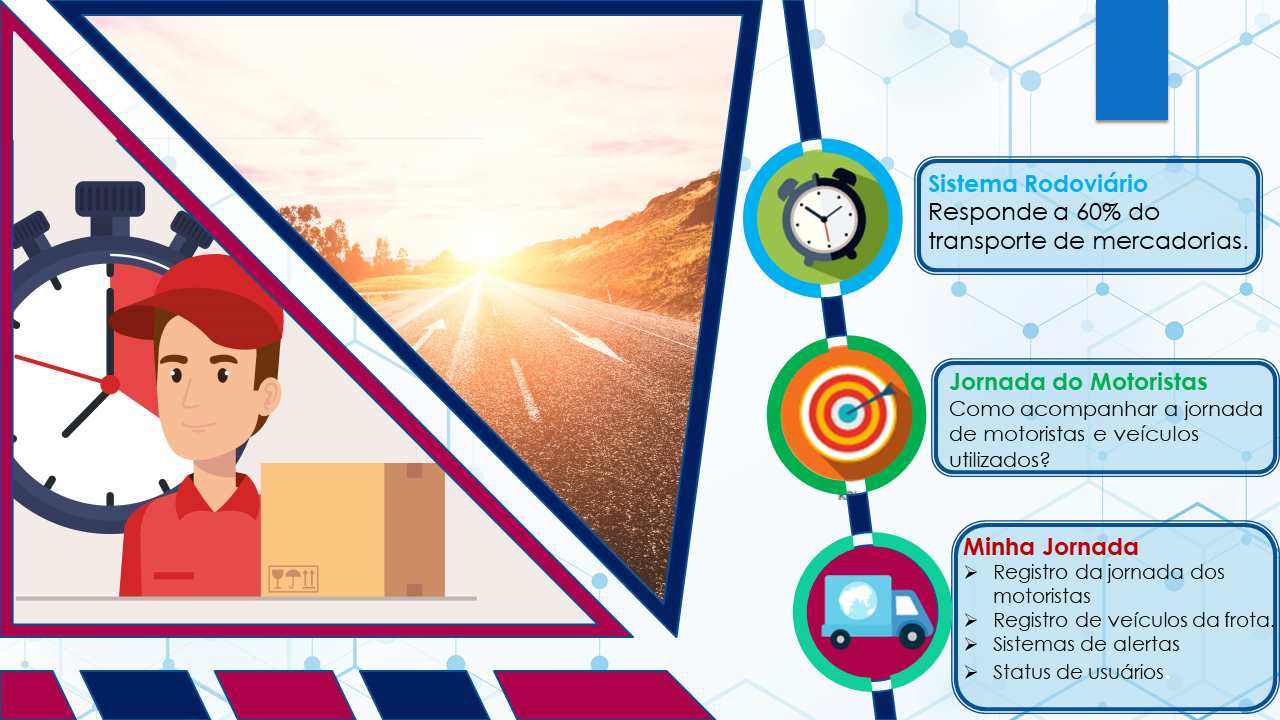 Sistema Rodoviário
Responde a 60% do
transporte de mercadorias.
Jornada do Motoristas
Como acompanhar a jornada
de motoristas e veículos
utilizados?
Minha Jornada
➢ Registro da jornada dos
motoristas
➢ Registro de veículos da frota.
➢ Sistemas de alertas
➢ Status de usuários.